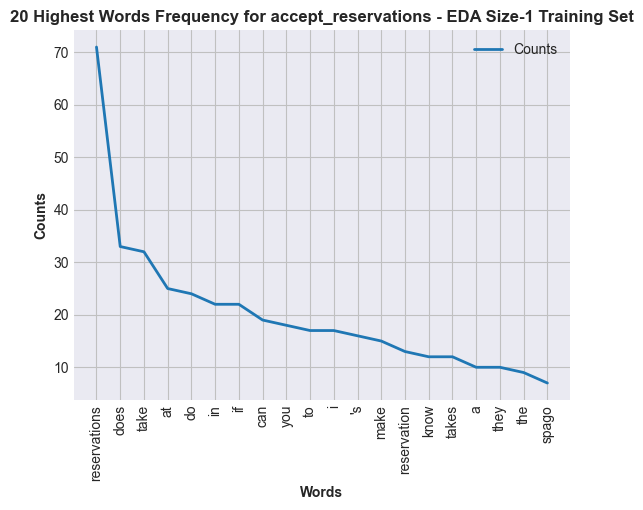 20 Highest Words Frequency for accept_reservations - EDA Size-1 Training Set
Counts
70
60
50
40
30
20
10
Counts
reservations
does
take
at
do
in
if
can
you
to
i
's
make
reservation
know
takes
a
they
the
spago
Words